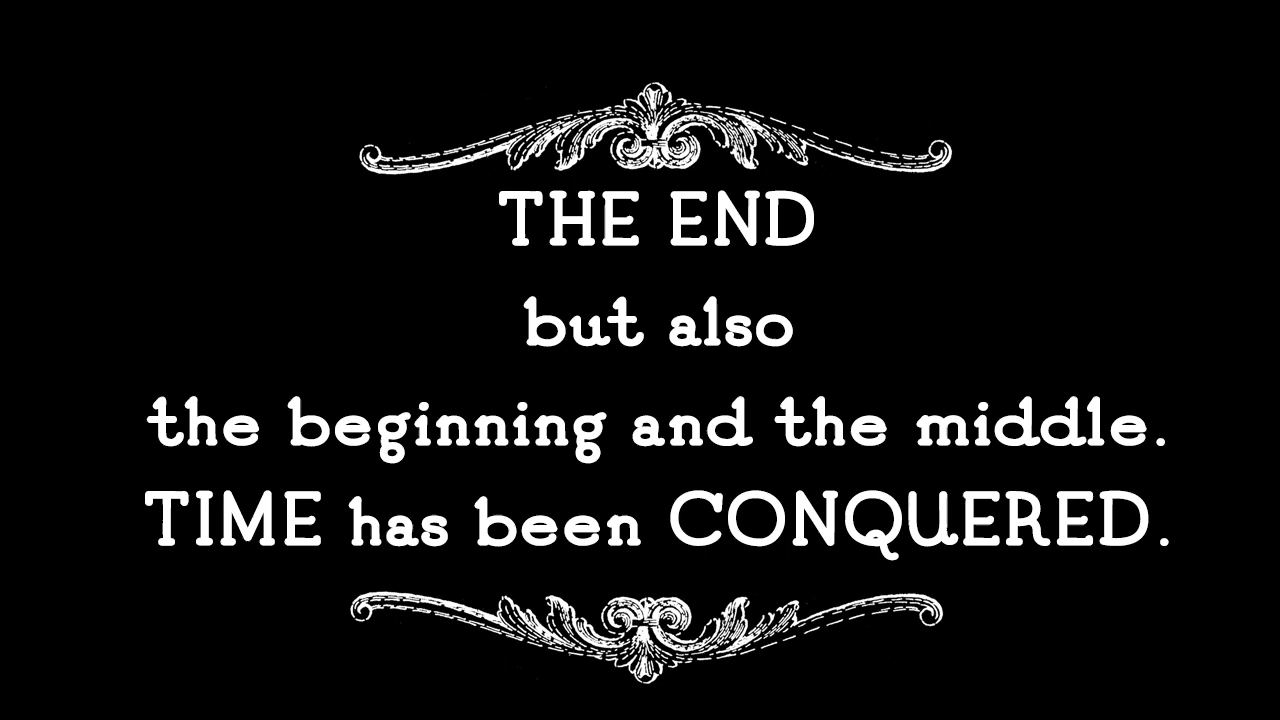 THE END
but also
the beginning and the middle.
TIME has been CONQUERED.